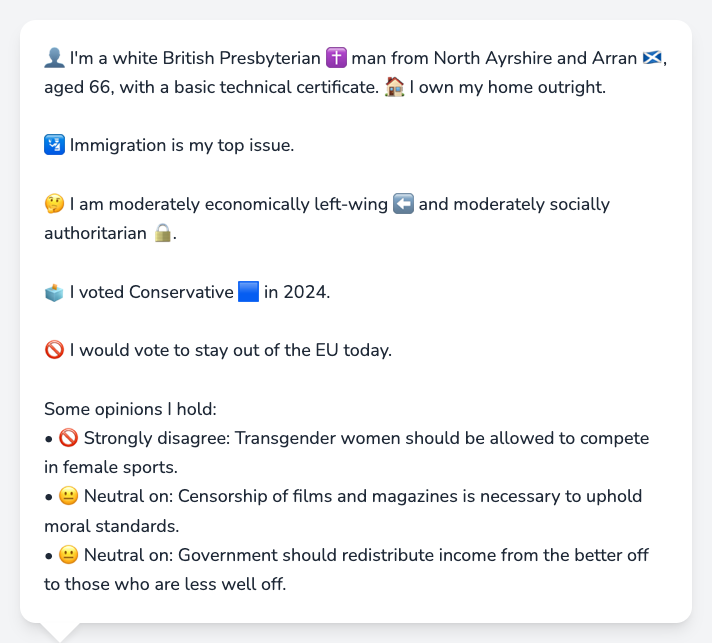 👤 I'm a white British Presbyterian ✝️ man from North Ayrshire and Arran 🏴󠁧󠁢󠁳󠁣󠁴󠁿,
aged 66, with a basic technical certificate. 🏠 I own my home outright.
🛂 Immigration is my top issue.
🤔 I am moderately economically left-wing ⬅️ and moderately socially
authoritarian 🔒.
🗳️ I voted Conservative 🟦 in 2024.
🚫 I would vote to stay out of the EU today.
Some opinions I hold:
• 🚫 Strongly disagree: Transgender women should be allowed to compete
in female sports.
• 😐 Neutral on: Censorship of films and magazines is necessary to uphold
moral standards.
• 😐 Neutral on: Government should redistribute income from the better off
to those who are less well off.